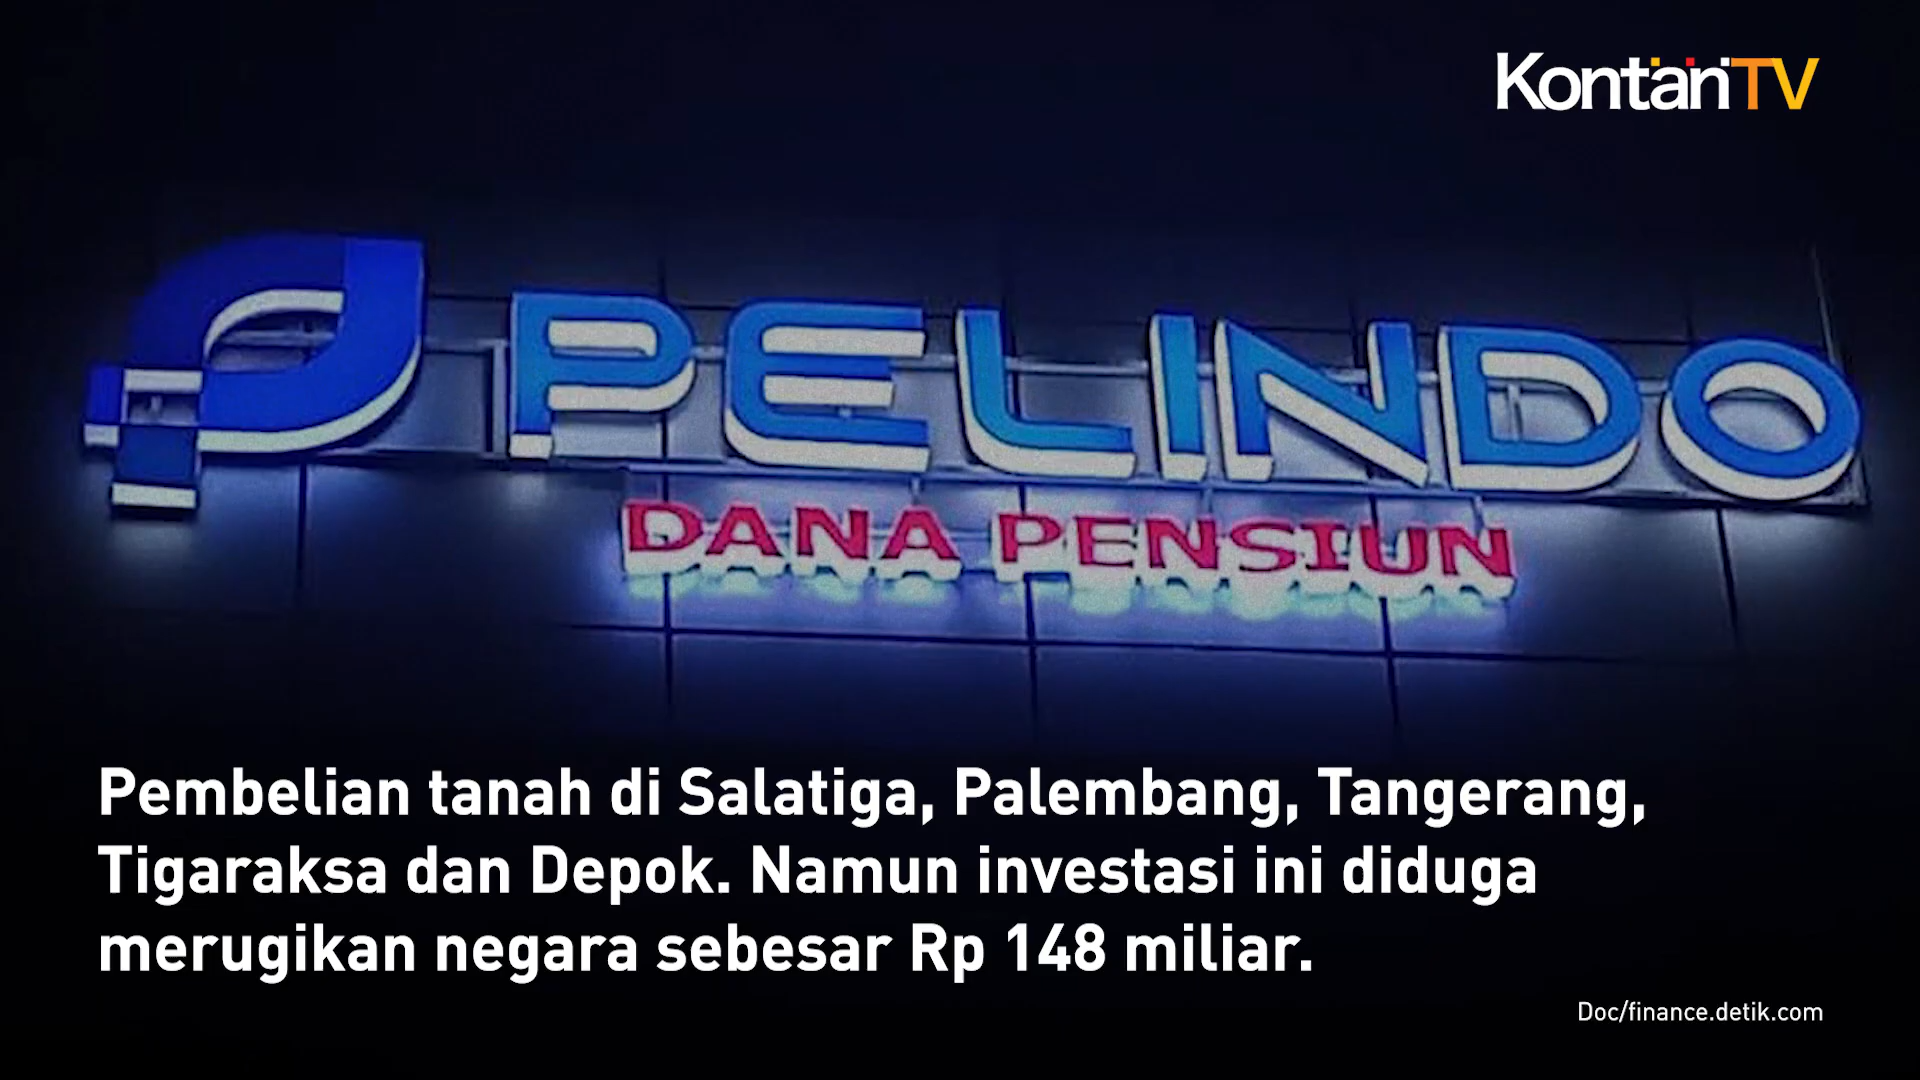 KontanTV
PELINDO
DANA PENSIUN
Pembelian tanah di Salatiga, Palembang, Tangerang,
Tigaraksa dan Depok. Namun investasi ini diduga
merugikan negara sebesar Rp 148 miliar.
Doc/finance.detik.com